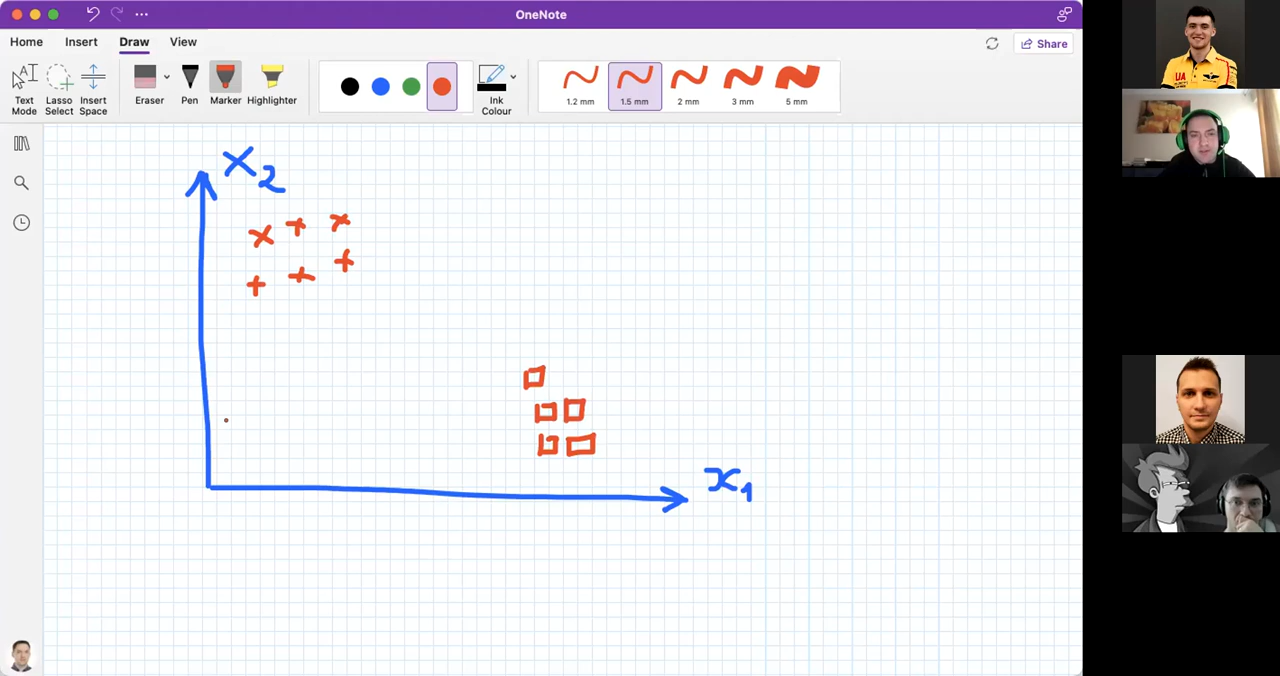 OneNote
Home Insert Draw View
Share
Text Mode
Lasso Select
Insert Space
Eraser
Pen
Marker
Highlighter
Ink Colour
1.2 mm
1.5 mm
2 mm
3 mm
5 mm
x2
x1
UA